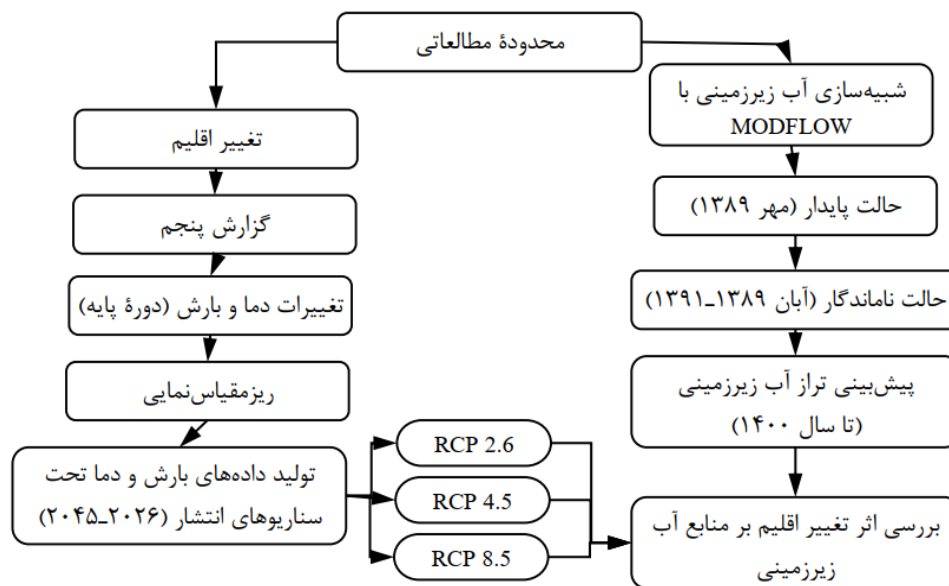 محدودهٔ مطالعاتی
شبیه‌سازی آب زیرزمینی با
MODFLOW
حالت پایدار (مهر ۱۳۸۹)
حالت ناماندگار (آبان ۱۳۸۹ـ۱۳۹۱)
پیش‌بینی تراز آب زیرزمینی
(تا سال ۱۴۰۰)
بررسی اثر تغییر اقلیم بر منابع آب
زیرزمینی
تغییر اقلیم
گزارش پنجم
تغییرات دما و بارش (دورهٔ پایه)
ریزمقیاس‌نمایی
تولید داده‌های بارش و دما تحت
سناریوهای انتشار (۲۰۲۶ـ۲۰۴۵)
RCP 2.6
RCP 4.5
RCP 8.5